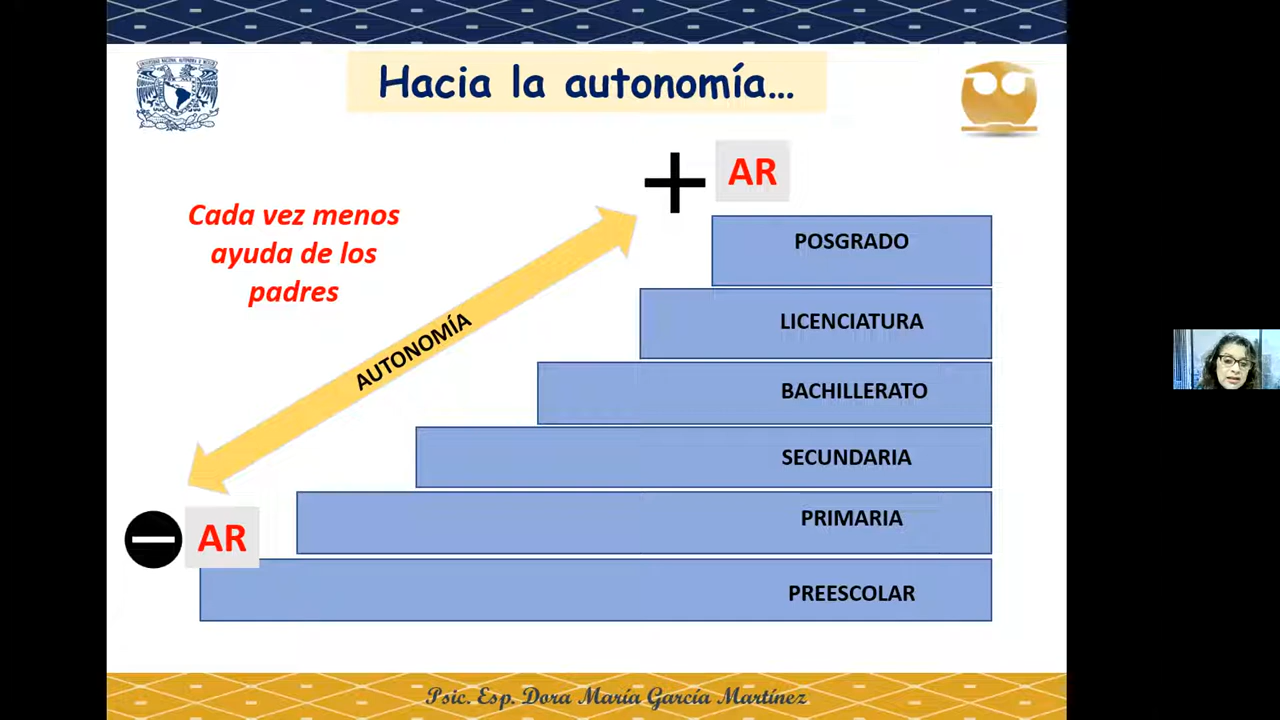 Hacia la autonomía...
+ AR
Cada vez menos
ayuda de los
padres
AUTONOMÍA
POSGRADO
LICENCIATURA
BACHILLERATO
SECUNDARIA
PRIMARIA
PREESCOLAR
− AR
Psic. Esp. Dora María García Martínez